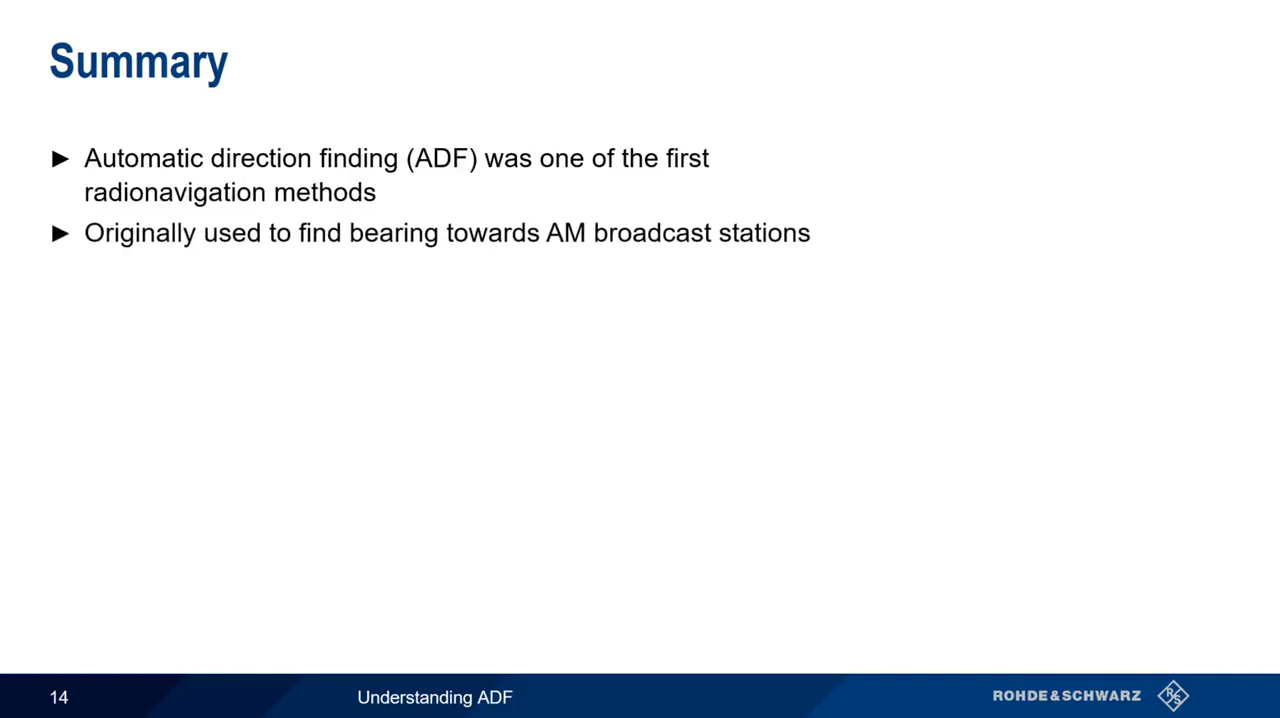 Summary
► Automatic direction finding (ADF) was one of the first
radionavigation methods
► Originally used to find bearing towards AM broadcast stations
14
Understanding ADF
ROHDE&SCHWARZ
R
S